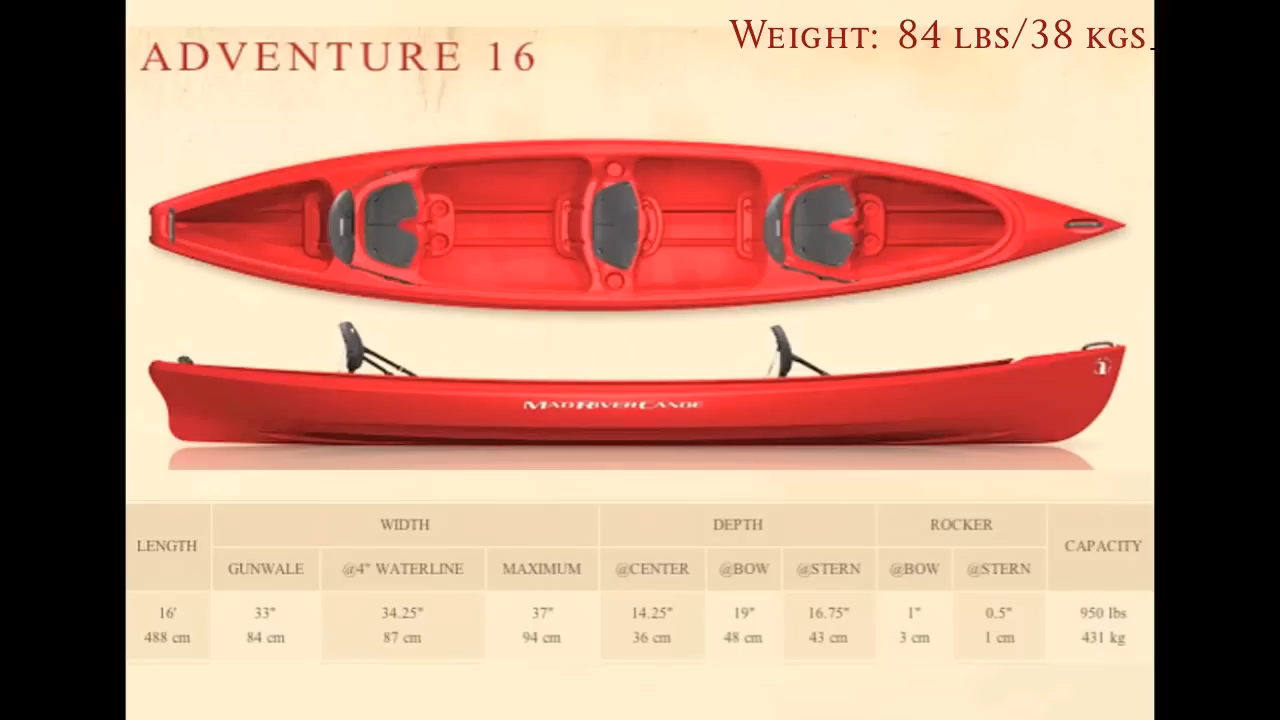 WEIGHT: 84 LBS/38 KGS
ADVENTURE 16
MADRIVERCANOE
LENGTH WIDTH DEPTH ROCKER CAPACITY
GUNWALE @4" WATERLINE MAXIMUM @CENTER @BOW @STERN @BOW @STERN
16' 33" 34.25" 37" 14.25" 19" 16.75" 1" 0.5" 950 lbs
488 cm 84 cm 87 cm 94 cm 36 cm 48 cm 43 cm 3 cm 1 cm 431 kg